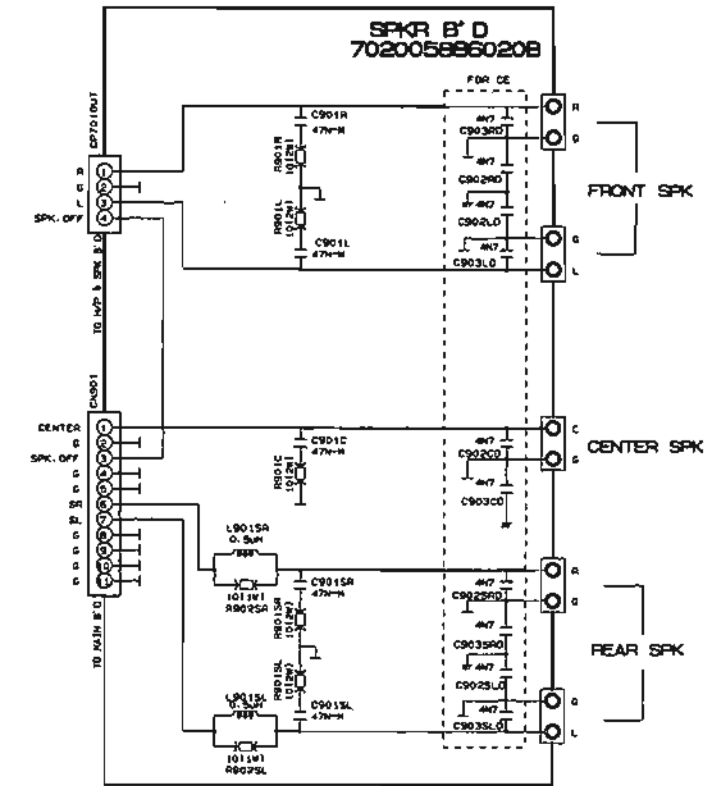 SPKR B'D
7020058860208
FOR CE
CP701OUT
R
G
L
SPK.OFF
1
2
3
4
TO H/P & SPK B'D
C901R
47N-M
R901R
10(2W)
R901L
10(2W)
C901L
47N-M
4N7
C903RD
4N7
C902RD
4N7
C902LD
4N7
C903LD
R
G
G
L
FRONT SPK
CN901
CENTER
G
SPK.OFF
G
G
SR
SL
G
G
G
G
1
2
3
4
5
6
7
8
9
10
11
TO MAIN B'D
C901C
47N-M
R901C
10(2W)
4N7
C902CD
4N7
C903CD
C
G
CENTER SPK
L901SR
0.5uH
10(1W)
R902SR
C901SR
47N-M
R901SR
10(2W)
R901SL
10(2W)
C901SL
47N-M
L901SL
0.5uH
10(1W)
R902SL
4N7
C902SRD
4N7
C903SRD
4N7
C902SLD
4N7
C903SLD
R
G
G
L
REAR SPK